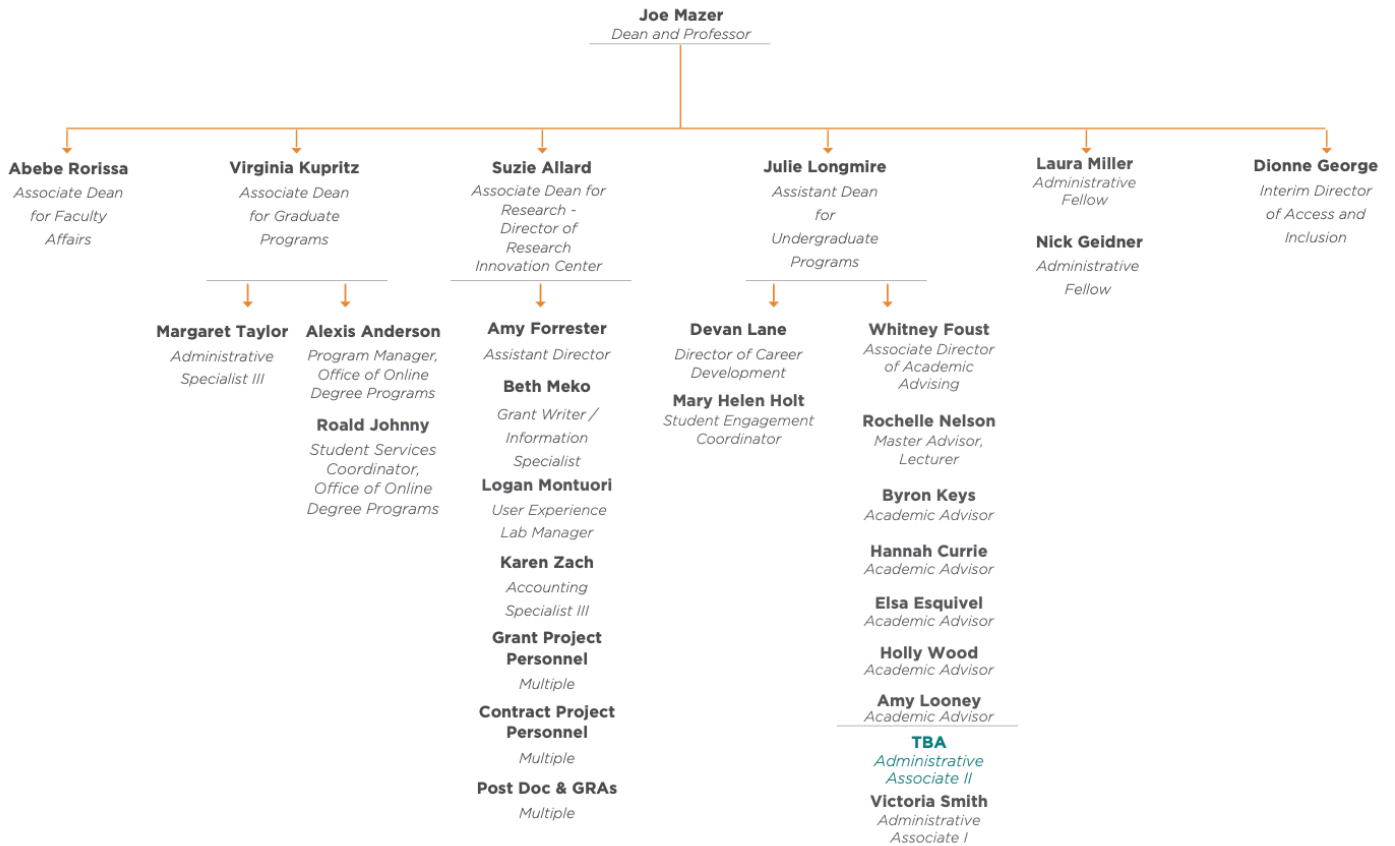 Joe Mazer
Dean and Professor
Abebe Rorissa
Associate Dean
for Faculty
Affairs
Virginia Kupritz
Associate Dean
for Graduate
Programs
Margaret Taylor
Administrative
Specialist III
Alexis Anderson
Program Manager,
Office of Online
Degree Programs
Roald Johnny
Student Services
Coordinator,
Office of Online
Degree Programs
Suzie Allard
Associate Dean for
Research -
Director of
Research
Innovation Center
Amy Forrester
Assistant Director
Beth Meko
Grant Writer /
Information
Specialist
Logan Montuori
User Experience
Lab Manager
Karen Zach
Accounting
Specialist III
Grant Project
Personnel
Multiple
Contract Project
Personnel
Multiple
Post Doc & GRAs
Multiple
Julie Longmire
Assistant Dean
for
Undergraduate
Programs
Devan Lane
Director of Career
Development
Mary Helen Holt
Student Engagement
Coordinator
Whitney Foust
Associate Director
of Academic
Advising
Rochelle Nelson
Master Advisor,
Lecturer
Byron Keys
Academic Advisor
Hannah Currie
Academic Advisor
Elsa Esquivel
Academic Advisor
Holly Wood
Academic Advisor
Amy Looney
Academic Advisor
TBA
Administrative
Associate II
Victoria Smith
Administrative
Associate I
Laura Miller
Administrative
Fellow
Nick Geidner
Administrative
Fellow
Dionne George
Interim Director
of Access and
Inclusion